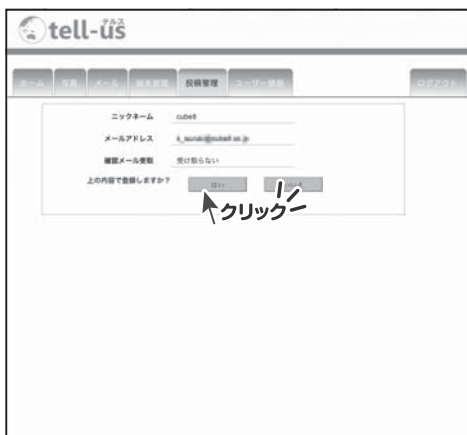 テルアス
tell-us
ホーム 写真 メール 端末管理 投稿管理 ユーザー情報 ログアウト
ニックネーム cubell
メールアドレス
確認メール受取 受け取らない
上の内容で登録しますか? はい いいえ
クリック